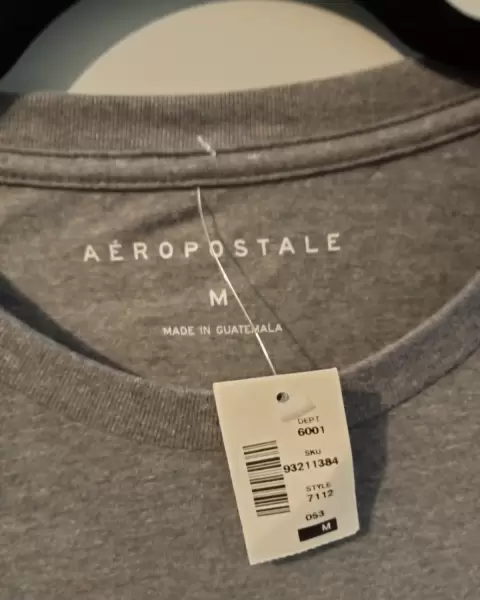 AÉROPOSTALE
M
MADE IN GUATEMALA
DEPT
6001
SKU
93211384
STYLE
7112
053
M